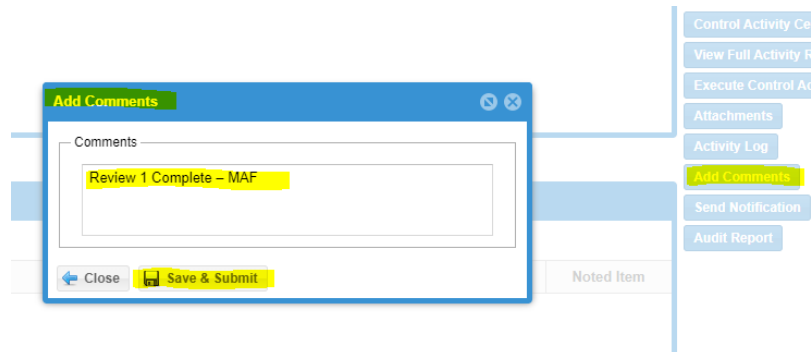 Control Activity Ce
View Full Activity R
Execute Control Ac
Attachments
Activity Log
Add Comments
Send Notification
Audit Report
Add Comments
Comments
Review 1 Complete – MAF
Close Save & Submit
Noted Item